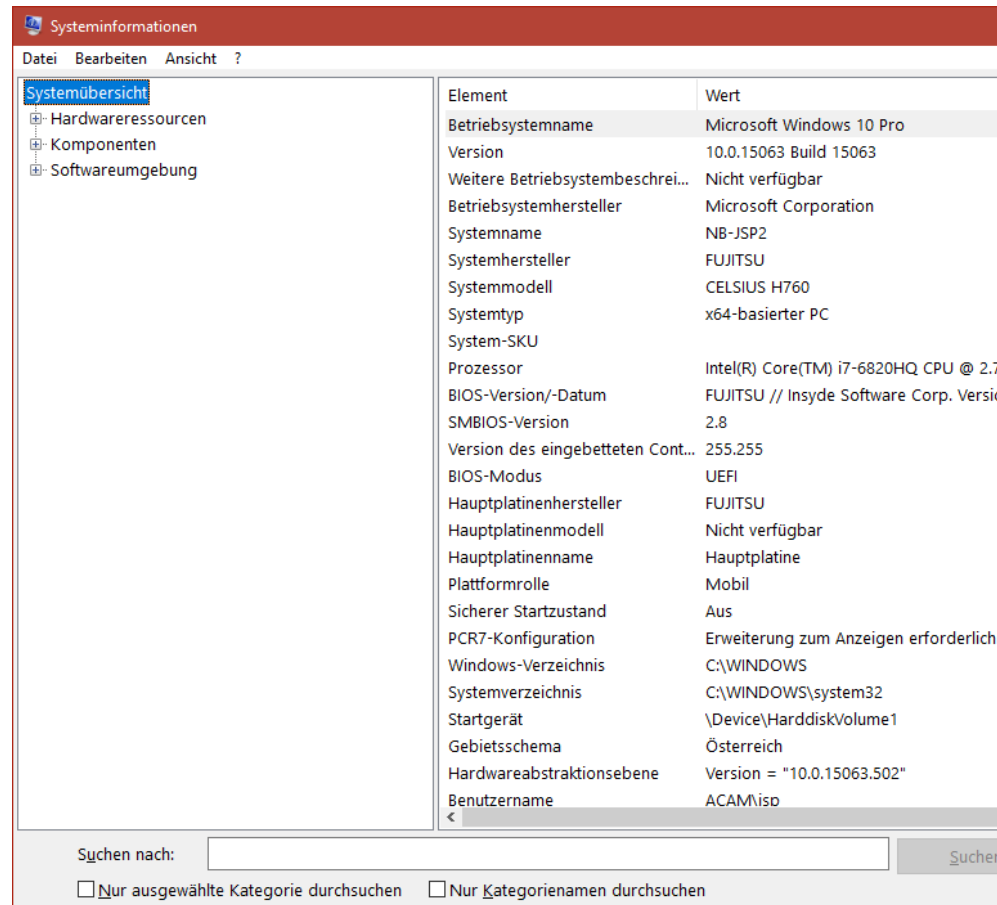 Systeminformationen
Datei Bearbeiten Ansicht ?
Systemübersicht
Hardwareressourcen
Komponenten
Softwareumgebung
Element Wert
Betriebsystemname Microsoft Windows 10 Pro
Version 10.0.15063 Build 15063
Weitere Betriebsystembeschrei... Nicht verfügbar
Betriebsystemhersteller Microsoft Corporation
Systemname NB-JSP2
Systemhersteller FUJITSU
Systemmodell CELSIUS H760
Systemtyp x64-basierter PC
System-SKU
Prozessor Intel(R) Core(TM) i7-6820HQ CPU @ 2.7
BIOS-Version/-Datum FUJITSU // Insyde Software Corp. Versi
SMBIOS-Version 2.8
Version des eingebetteten Cont... 255.255
BIOS-Modus UEFI
Hauptplatinenhersteller FUJITSU
Hauptplatinenmodell Nicht verfügbar
Hauptplatinenname Hauptplatine
Plattformrolle Mobil
Sicherer Startzustand Aus
PCR7-Konfiguration Erweiterung zum Anzeigen erforderlich
Windows-Verzeichnis C:\WINDOWS
Systemverzeichnis C:\WINDOWS\system32
Startgerät \Device\HarddiskVolume1
Gebietsschema Österreich
Hardwareabstraktionsebene Version = "10.0.15063.502"
Benutzername ACAM\jsp
Suchen nach: Suchen
Nur ausgewählte Kategorie durchsuchen Nur Kategorienamen durchsuchen